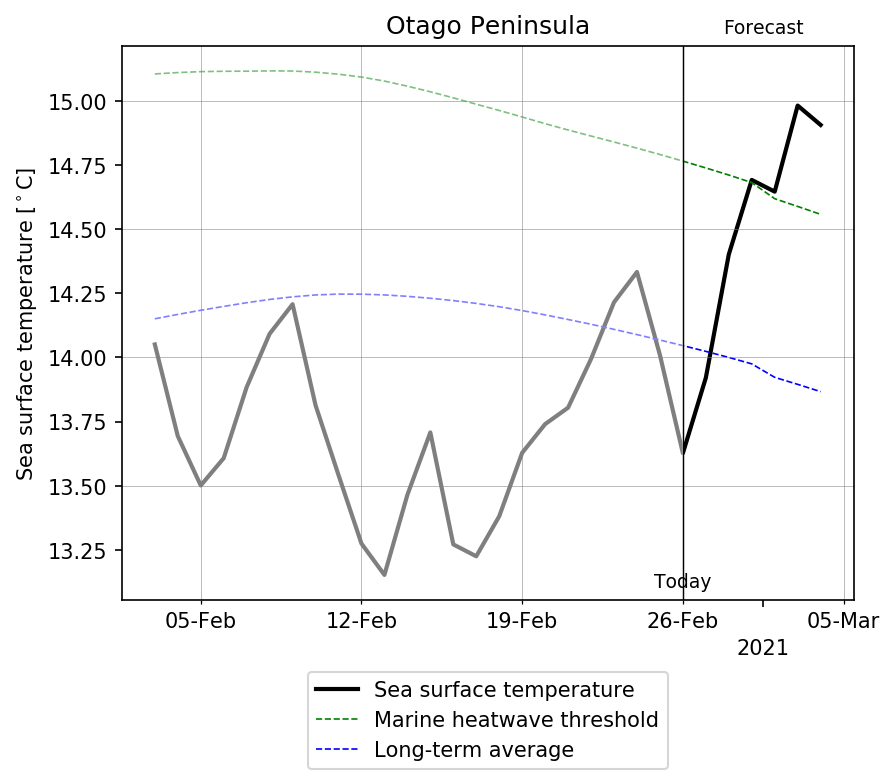 Otago Peninsula
Forecast
Sea surface temperature [°C]
15.00
14.75
14.50
14.25
14.00
13.75
13.50
13.25
Today
05-Feb 12-Feb 19-Feb 26-Feb 05-Mar
2021
Sea surface temperature
Marine heatwave threshold
Long-term average